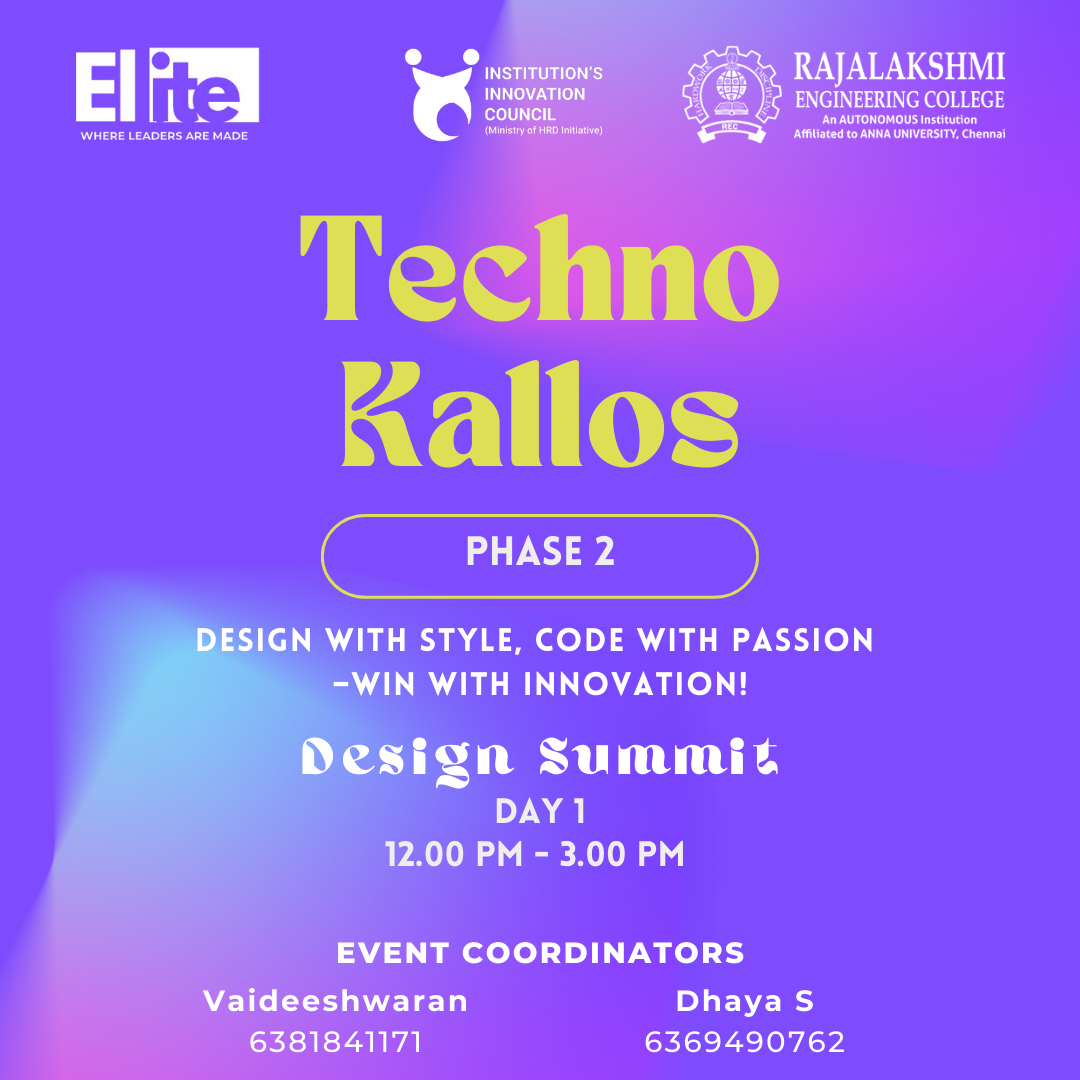 Elite
WHERE LEADERS ARE MADE
INSTITUTION'S
INNOVATION
COUNCIL
(Ministry of HRD Initiative)
HARDWORK
DISCIPLINE
REC
RAJALAKSHMI
ENGINEERING COLLEGE
An AUTONOMOUS Institution
Affiliated to ANNA UNIVERSITY, Chennai
Techno
Kallos
PHASE 2
DESIGN WITH STYLE, CODE WITH PASSION
–WIN WITH INNOVATION!
Design Summit
DAY 1
12.00 PM - 3.00 PM
EVENT COORDINATORS
Vaideeshwaran
6381841171
Dhaya S
6369490762